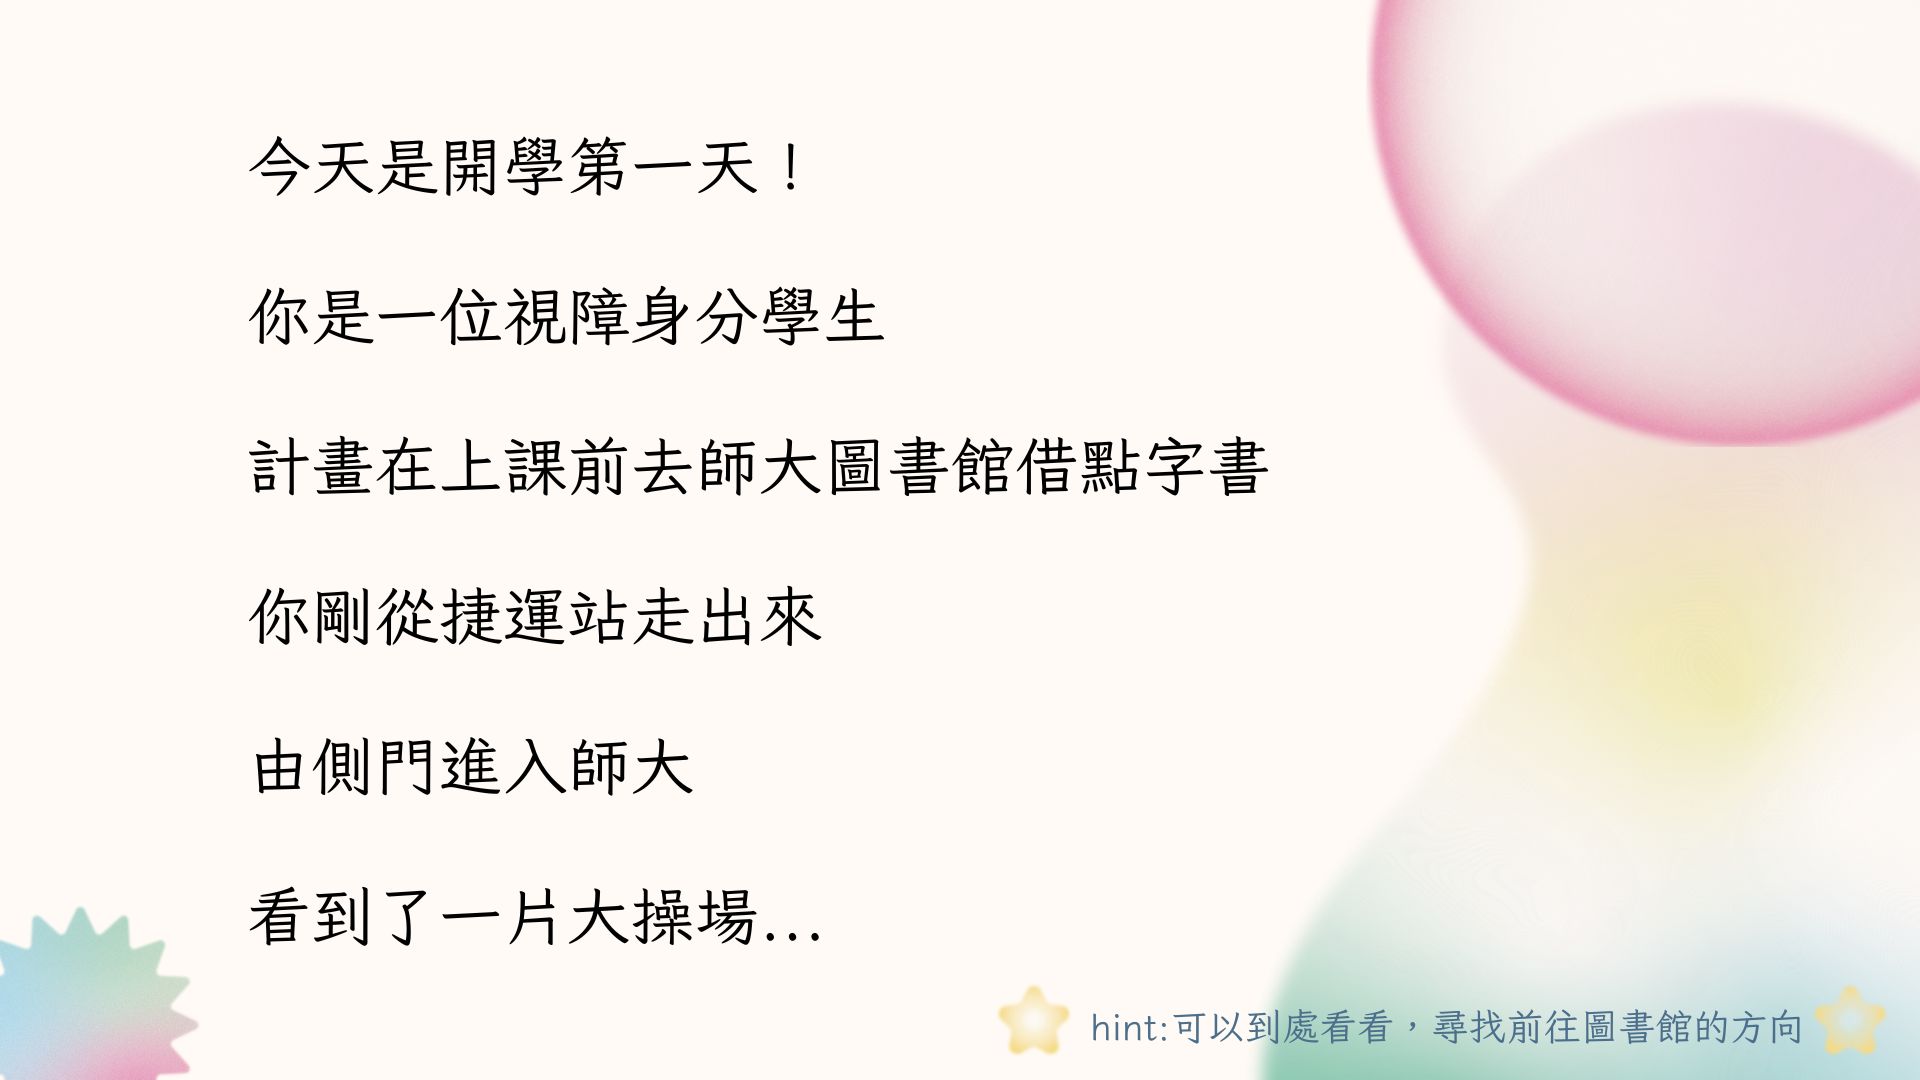 今天是開學第一天！
你是一位視障身分學生
計畫在上課前去師大圖書館借點字書
你剛從捷運站走出來
由側門進入師大
看到了一片大操場...
hint:可以到處看看，尋找前往圖書館的方向